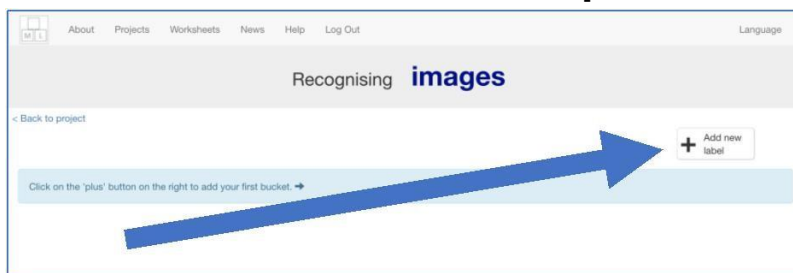 M L About Projects Worksheets News Help Log Out Language
Recognising images
< Back to project
+ Add new
label
Click on the 'plus' button on the right to add your first bucket. ➔